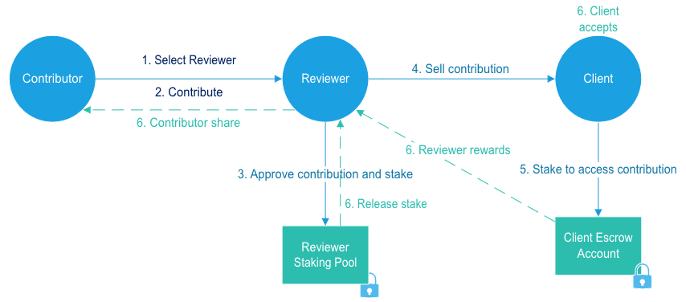 6. Client
accepts
Contributor
1. Select Reviewer
2. Contribute
6. Contributor share
Reviewer
4. Sell contribution
Client
6. Reviewer rewards
5. Stake to access contribution
3. Approve contribution and stake
6. Release stake
Reviewer
Staking Pool
Client Escrow
Account